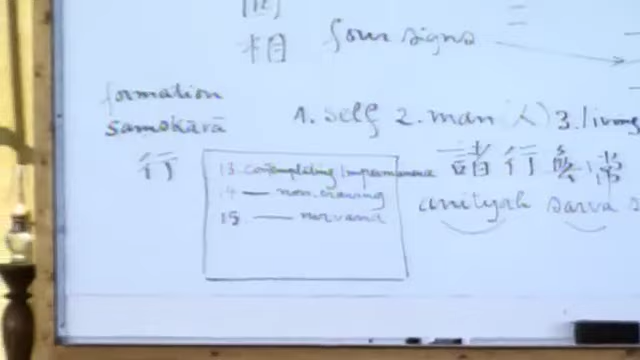 相 four signs
formation
samskārā
1. self 2. man (人) 3. living
行
13 contemplating impermanence
14 — non craving
15 — nirvana
諸行無常
anityah sarva s